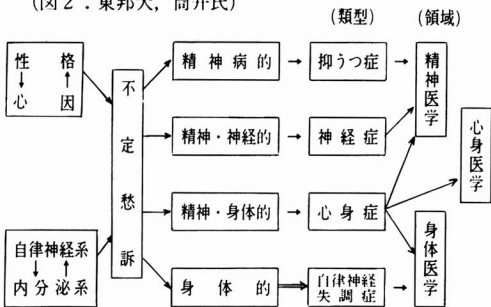 (図2：東邦大，筒井氏)
(類型)
(領域)
性格
心因
自律神経系
内分泌系
不定愁訴
精神病的
精神・神経的
精神・身体的
身体的
抑うつ症
神経症
心身症
自律神経
失調症
精神医学
身体医学
心身医学